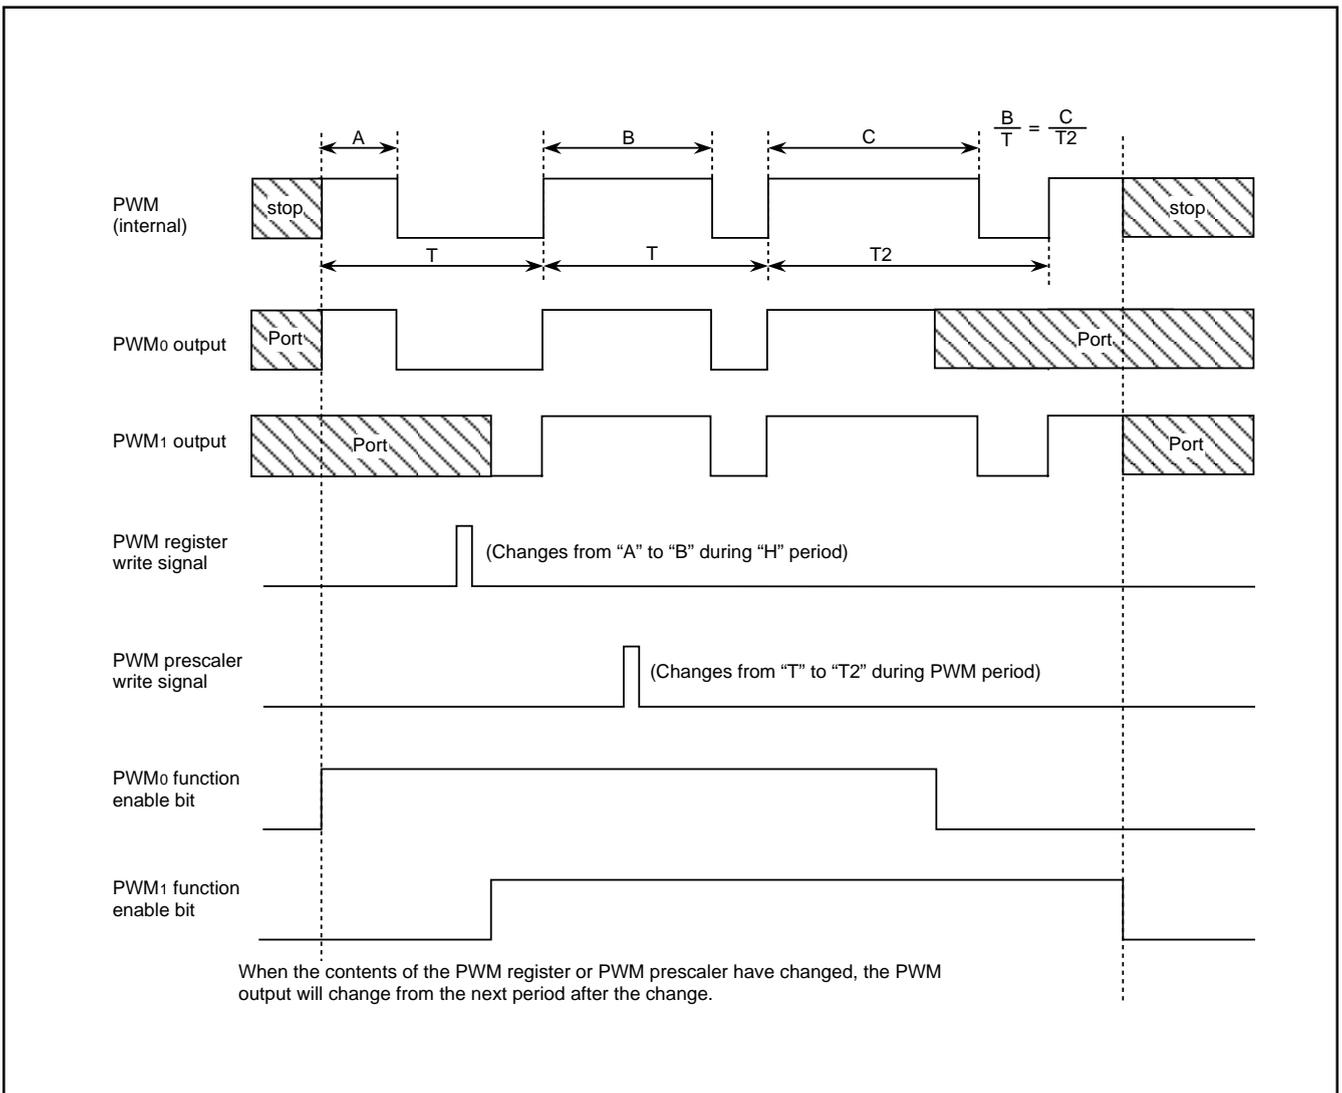 A
B
C
B/T = C/T2
PWM
(internal)
stop
stop
T
T
T2
PWM0 output
Port
Port
PWM1 output
Port
Port
PWM register
write signal
(Changes from “A” to “B” during “H” period)
PWM prescaler
write signal
(Changes from “T” to “T2” during PWM period)
PWM0 function
enable bit
PWM1 function
enable bit
When the contents of the PWM register or PWM prescaler have changed, the PWM
output will change from the next period after the change.